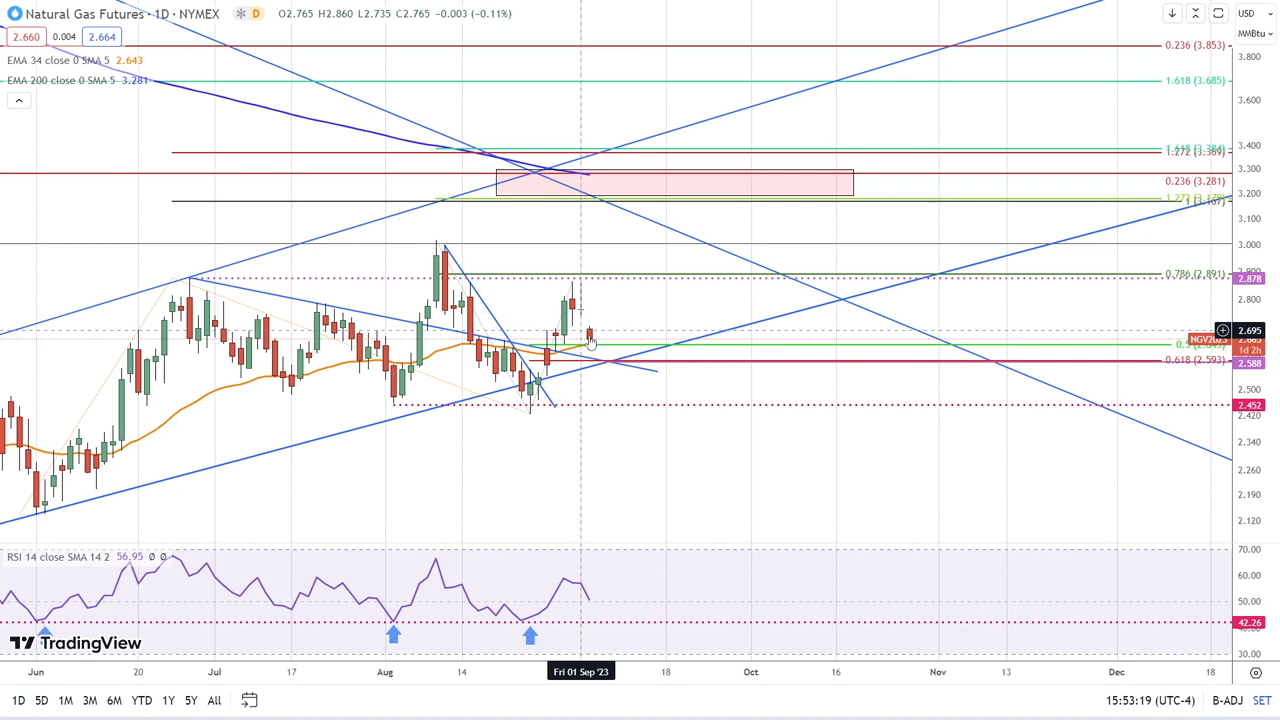 Natural Gas Futures · 1D · NYMEX D O2.765 H2.860 L2.735 C2.765 -0.003 (-0.11%) USD
2.660 0.004 2.664 MMBtu
0.236 (3.853)
EMA 34 close 0 SMA 5 2.643
3.800
EMA 200 close 0 SMA 5 3.281
1.618 (3.685)
3.600
3.400
1.272 (3.369)
3.300
0.236 (3.281)
3.200
3.100
3.000
0.786 (2.891)
2.878
2.800
2.695
NGV2023
1d 2h
0.618 (2.593)
2.588
2.500
2.452
2.420
2.340
2.260
2.190
2.120
RSI 14 close SMA 14 2 56.95 Ø Ø
70.00
60.00
50.00
42.26
TradingView
30.00
Jun 20 Jul 17 Aug 14 Fri 01 Sep '23 18 Oct 16 Nov 13 Dec 18
1D 5D 1M 3M 6M YTD 1Y 5Y All 15:53:19 (UTC-4) B-ADJ SET